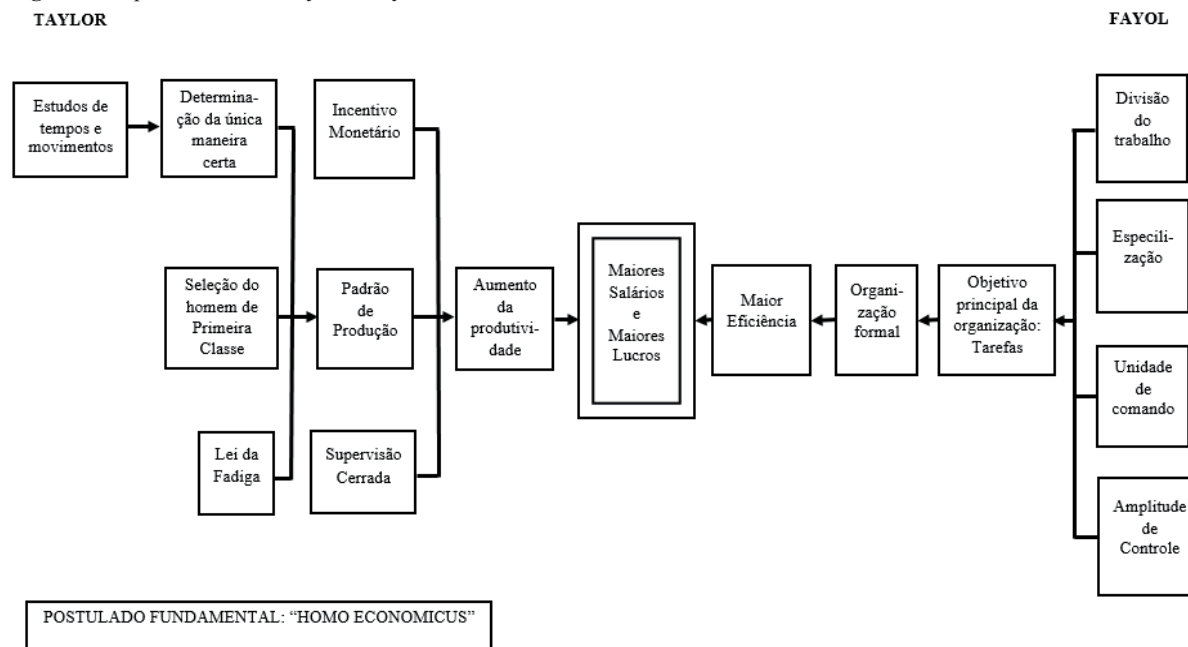 TAYLOR
FAYOL
Estudos de
tempos e
movimentos
Determina-
ção da única
maneira
certa
Incentivo
Monetário
Divisão
do
trabalho
Especili-
zação
Seleção do
homem de
Primeira
Classe
Padrão
de
Produção
Aumento
da
produtivi-
dade
Maiores
Salários
e
Maiores
Lucros
Maior
Eficiência
Organi-
zação
formal
Objetivo
principal da
organização:
Tarefas
Unidade
de
comando
Lei da
Fadiga
Supervisão
Cerrada
Amplitude
de
Controle
POSTULADO FUNDAMENTAL: “HOMO ECONOMICUS”